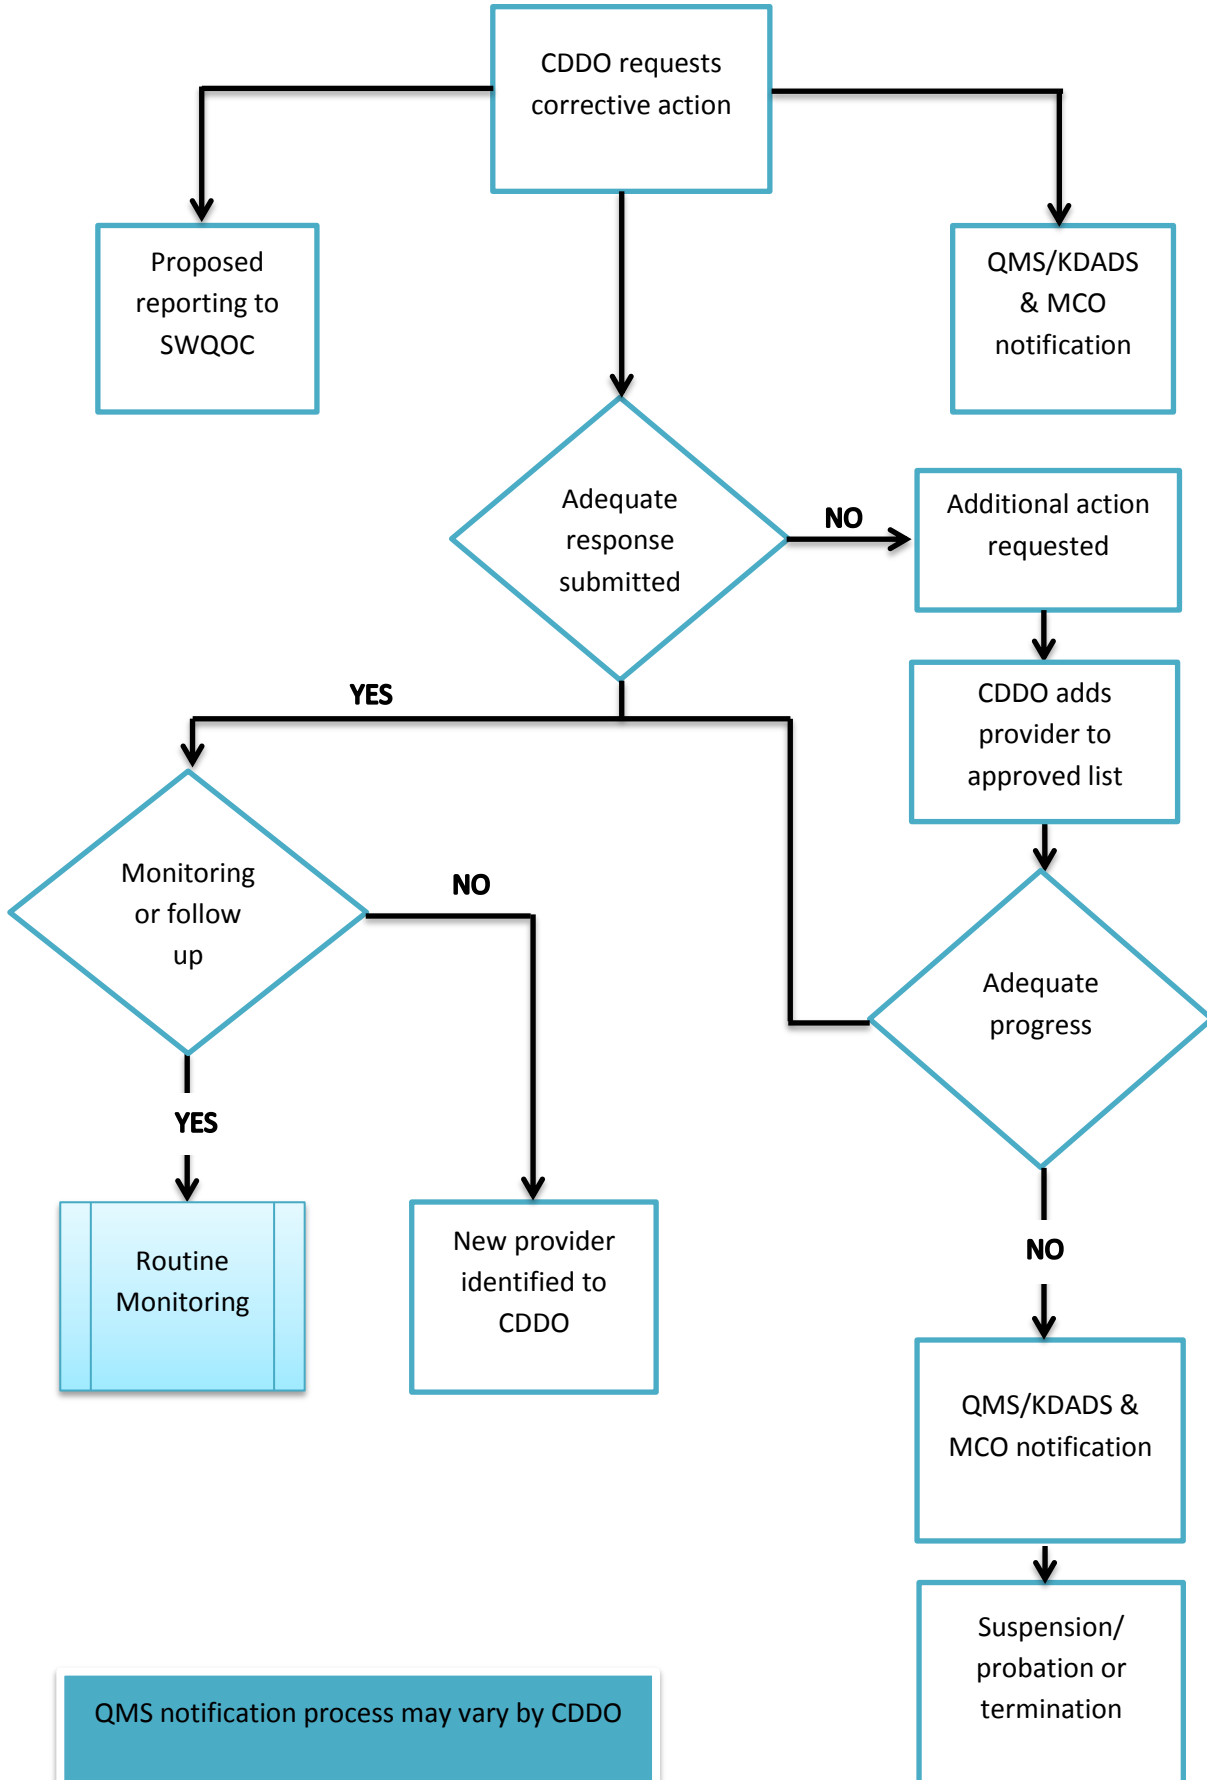 CDDO requests
corrective action
Proposed
reporting to
SWQOC
QMS/KDADS
& MCO
notification
Adequate
response
submitted
NO
Additional action
requested
YES
CDDO adds
provider to
approved list
Monitoring
or follow
up
NO
Adequate
progress
YES
Routine
Monitoring
New provider
identified to
CDDO
NO
QMS/KDADS &
MCO notification
Suspension/
probation or
termination
QMS notification process may vary by CDDO